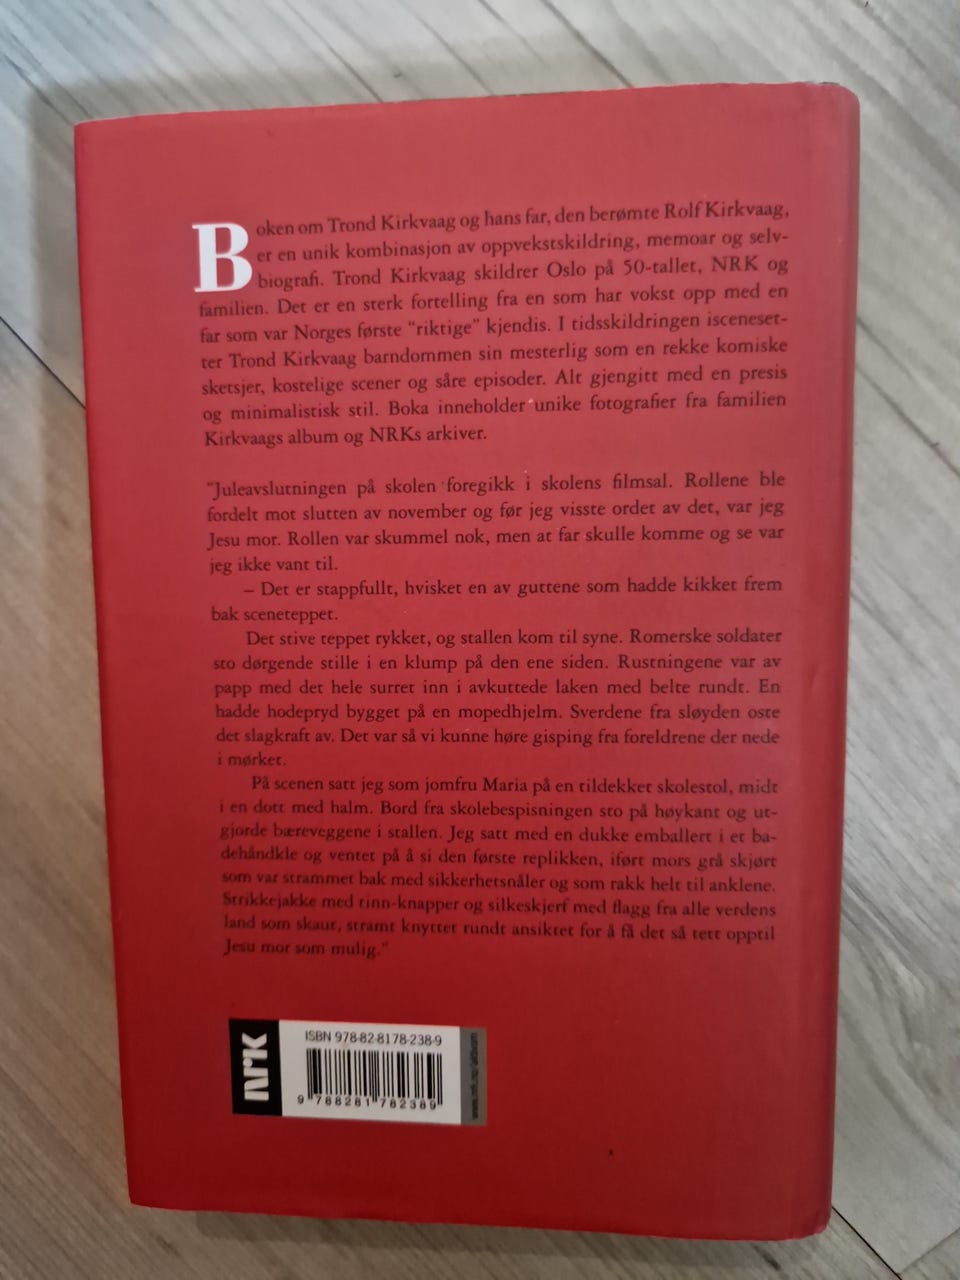 Boken om Trond Kirkvaag og hans far, den berømte Rolf Kirkvaag,
er en unik kombinasjon av oppvekstskildring, memoar og selv-
biografi. Trond Kirkvaag skildrer Oslo på 50-tallet, NRK og
familien. Det er en sterk fortelling fra en som har vokst opp med en
far som var Norges første "riktige" kjendis. I tidsskildringen isceneset-
ter Trond Kirkvaag barndommen sin mesterlig som en rekke komiske
sketsjer, kostelige scener og såre episoder. Alt gjengitt med en presis
og minimalistisk stil. Boka inneholder unike fotografier fra familien
Kirkvaags album og NRKs arkiver.
"Juleavslutningen på skolen foregikk i skolens filmsal. Rollene ble
fordelt mot slutten av november og før jeg visste ordet av det, var jeg
Jesu mor. Rollen var skummel nok, men at far skulle komme og se var
jeg ikke vant til.
– Det er stappfullt, hvisket en av guttene som hadde kikket frem
bak sceneteppet.
Det stive teppet rykket, og stallen kom til syne. Romerske soldater
sto dørgende stille i en klump på den ene siden. Rustningene var av
papp med det hele surret inn i avkuttede laken med belte rundt. En
hadde hodepryd bygget på en mopedhjelm. Sverdene fra sløyden oste
det slagkraft av. Det var så vi kunne høre gisping fra foreldrene der nede
i mørket.
På scenen satt jeg som jomfru Maria på en tildekket skolestol, midt
i en dott med halm. Bord fra skolebespisningen sto på høykant og ut-
gjorde bæreveggene i stallen. Jeg satt med en dukke emballert i et ba-
dehåndkle og ventet på å si den første replikken, iført mors grå skjørt
som var strammet bak med sikkerhetsnåler og som rakk helt til anklene.
Strikkejakke med tinn-knapper og silkeskjerf med flagg fra alle verdens
land som skaut, stramt knyttet rundt ansiktet for å få det så tett opptil
Jesu mor som mulig."
NRK
ISBN 978-82-8178-238-9
9 788281 782389